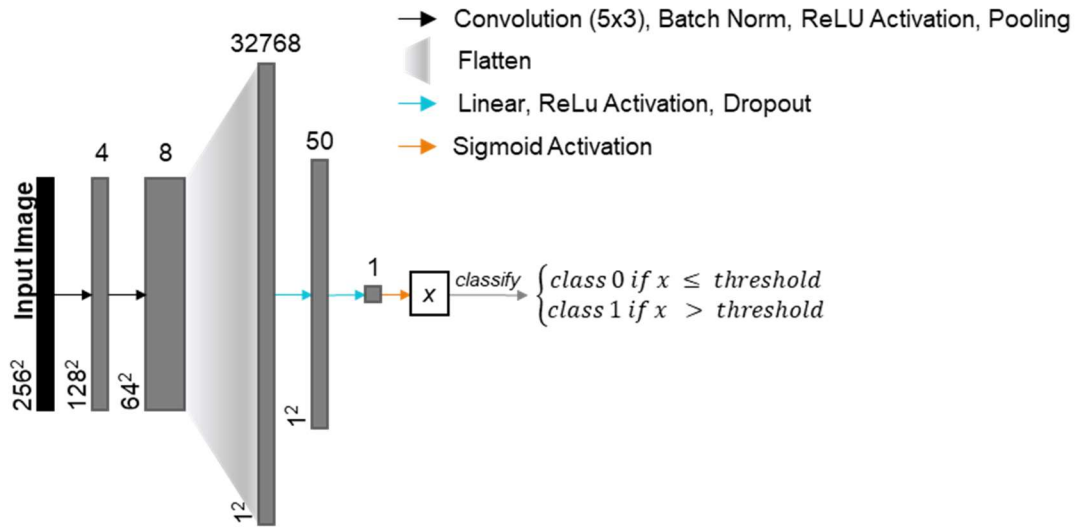 Convolution (5x3), Batch Norm, ReLU Activation, Pooling
Flatten
Linear, ReLu Activation, Dropout
Sigmoid Activation
32768
4
8
50
Input Image
1
x
classify
class 0 if x ≤ threshold
class 1 if x > threshold
256²
128²
64²
1²
1²